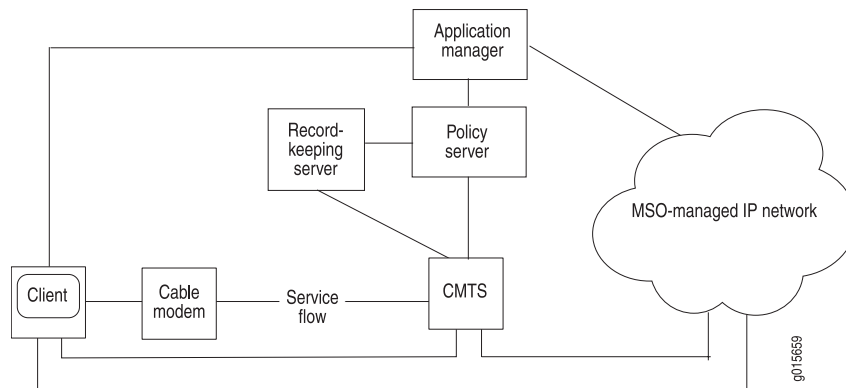 Application
manager
Record-
keeping
server
Policy
server
MSO-managed IP network
Client
Cable
modem
Service
flow
CMTS
g015659